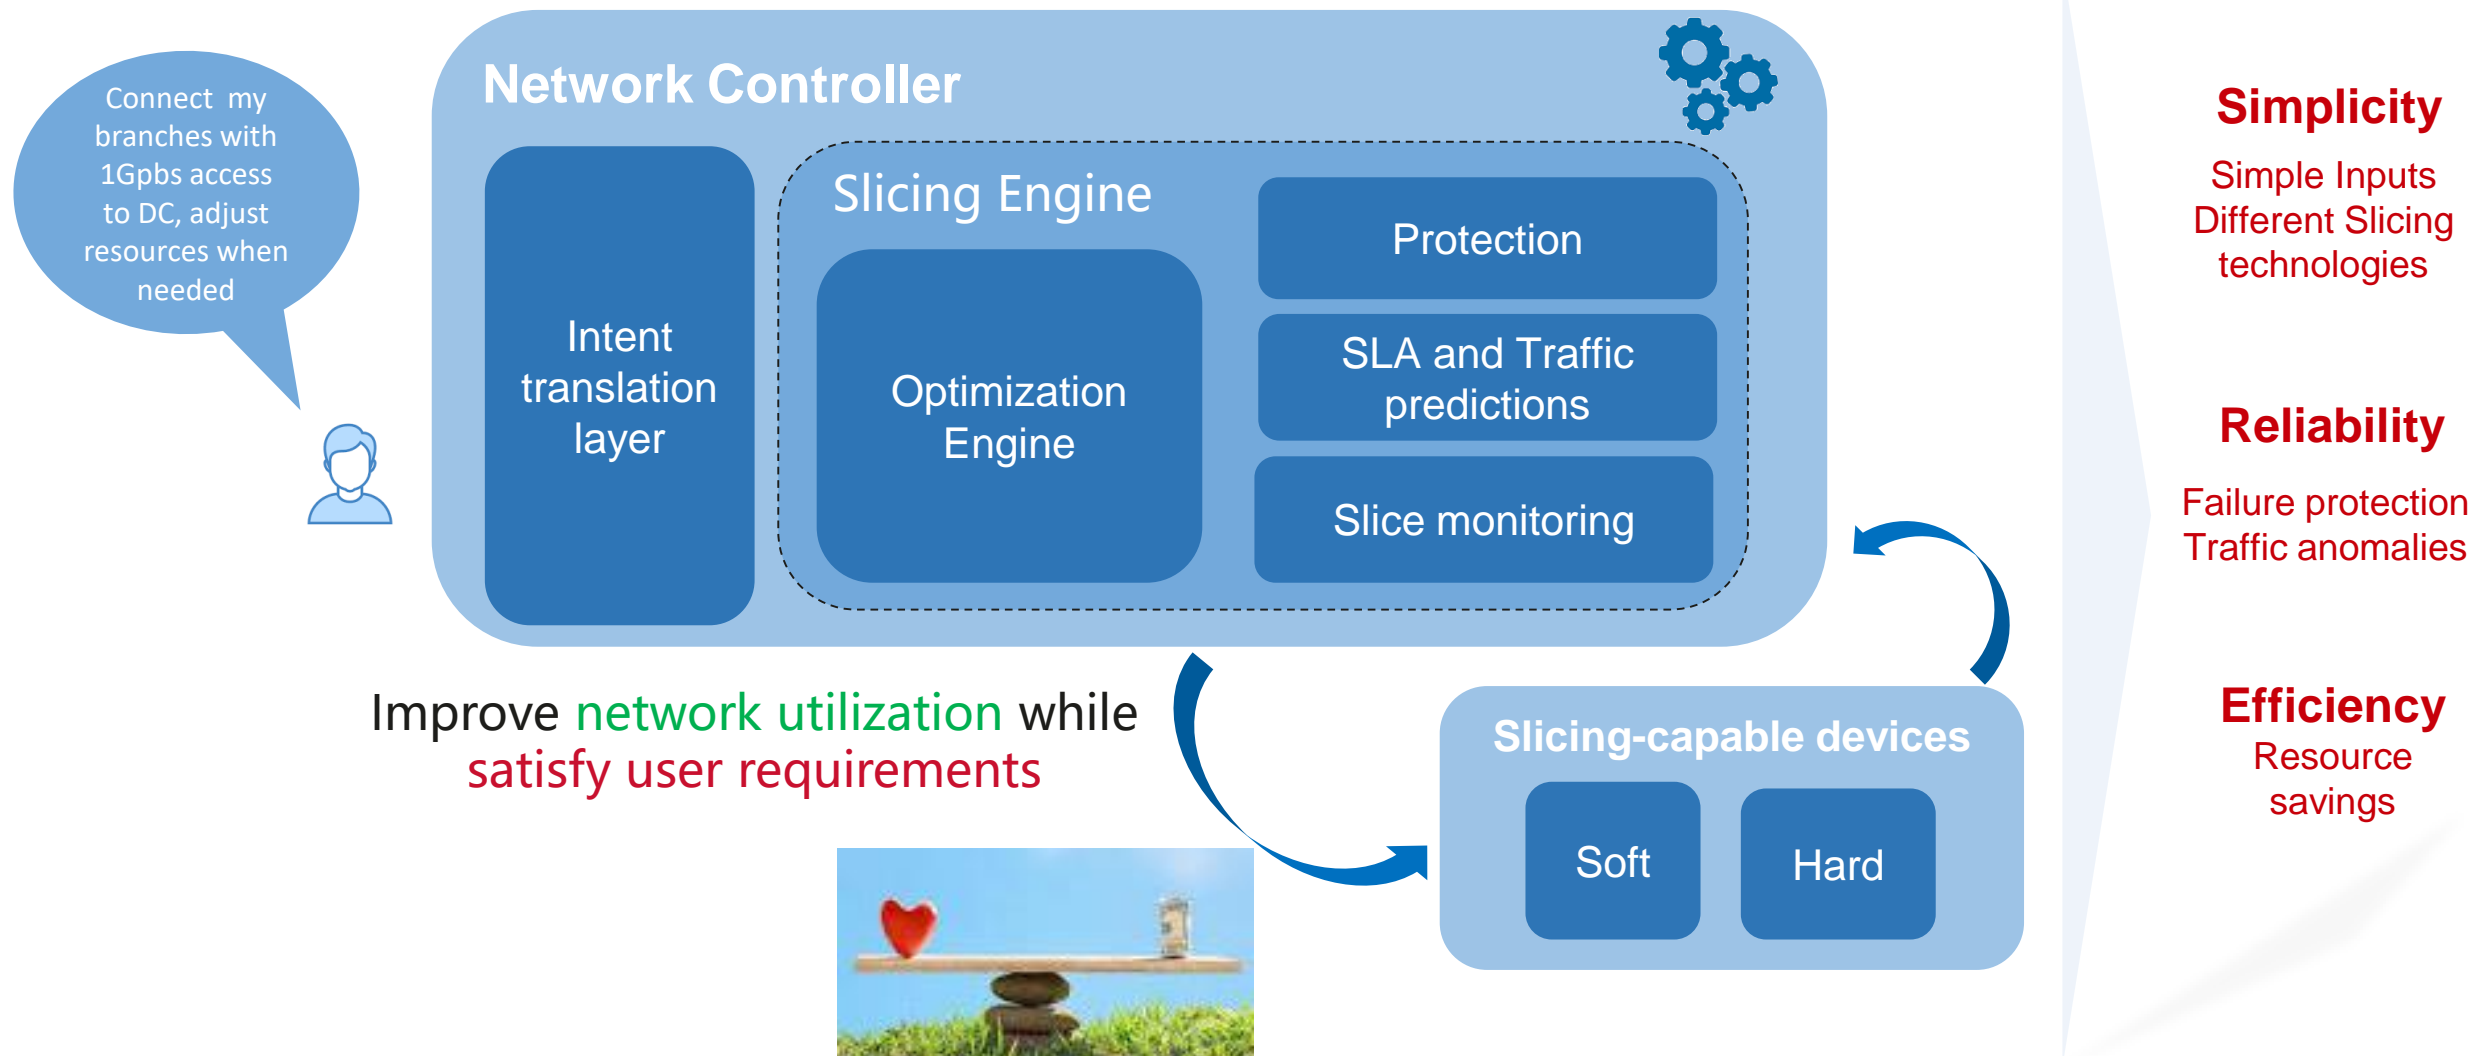 Connect my
branches with
1Gpbs access
to DC, adjust
resources when
needed
Network Controller
Intent
translation
layer
Slicing Engine
Optimization
Engine
Protection
SLA and Traffic
predictions
Slice monitoring
Improve network utilization while
satisfy user requirements
Slicing-capable devices
Soft
Hard
Simplicity
Simple Inputs
Different Slicing
technologies
Reliability
Failure protection
Traffic anomalies
Efficiency
Resource
savings